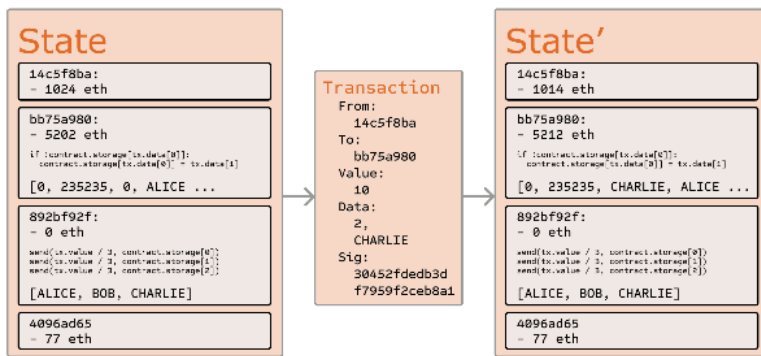 State
14c5f8ba:
- 1024 eth
bb75a980:
- 5202 eth
if !contract.storage[tx.data[0]]:
contract.storage[tx.data[0]] = tx.data[1]
[0, 235235, 0, ALICE ...
892bf92f:
- 0 eth
send(tx.value / 3, contract.storage[0])
send(tx.value / 3, contract.storage[1])
send(tx.value / 3, contract.storage[2])
[ALICE, BOB, CHARLIE]
4096ad65
- 77 eth
Transaction
From:
14c5f8ba
To:
bb75a980
Value:
10
Data:
2,
CHARLIE
Sig:
30452fdedb3d
f7959f2ceb8a1
State’
14c5f8ba:
- 1014 eth
bb75a980:
- 5212 eth
if !contract.storage[tx.data[0]]:
contract.storage[tx.data[0]] = tx.data[1]
[0, 235235, CHARLIE, ALICE ...
892bf92f:
- 0 eth
send(tx.value / 3, contract.storage[0])
send(tx.value / 3, contract.storage[1])
send(tx.value / 3, contract.storage[2])
[ALICE, BOB, CHARLIE]
4096ad65
- 77 eth